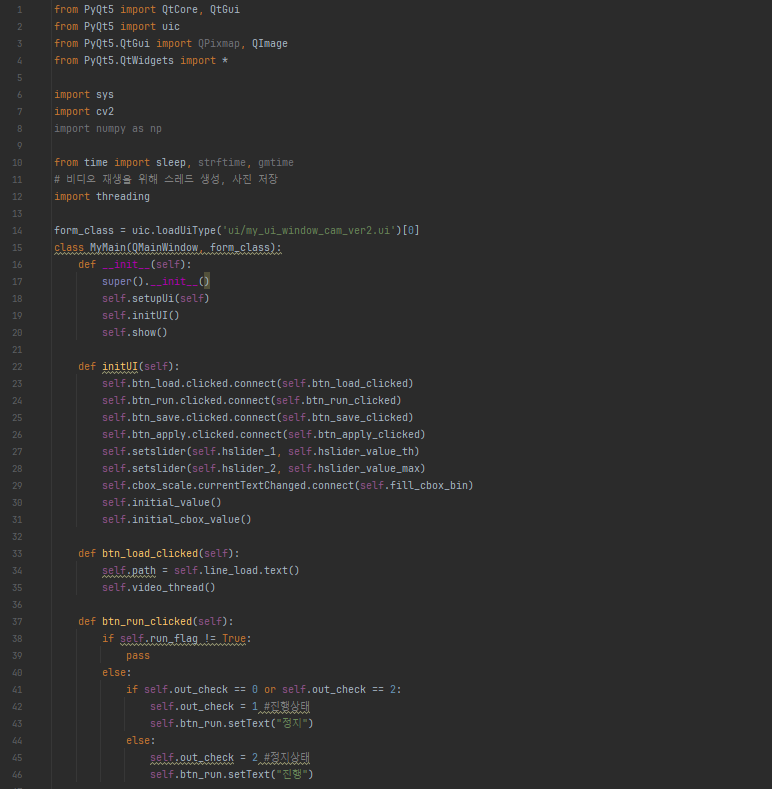 1 from PyQt5 import QtCore, QtGui
2 from PyQt5 import uic
3 from PyQt5.QtGui import QPixmap, QImage
4 from PyQt5.QtWidgets import *
5
6 import sys
7 import cv2
8 import numpy as np
9
10 from time import sleep, strftime, gmtime
11 # 비디오 재생을 위해 스레드 생성, 사진 저장
12 import threading
13
14 form_class = uic.loadUiType('ui/my_ui_window_cam_ver2.ui')[0]
15 class MyMain(QMainWindow, form_class):
16     def __init__(self):
17         super().__init__()
18         self.setupUi(self)
19         self.initUI()
20         self.show()
21
22     def initUI(self):
23         self.btn_load.clicked.connect(self.btn_load_clicked)
24         self.btn_run.clicked.connect(self.btn_run_clicked)
25         self.btn_save.clicked.connect(self.btn_save_clicked)
26         self.btn_apply.clicked.connect(self.btn_apply_clicked)
27         self.setslider(self.hslider_1, self.hslider_value_th)
28         self.setslider(self.hslider_2, self.hslider_value_max)
29         self.cbox_scale.currentTextChanged.connect(self.fill_cbox_bin)
30         self.initial_value()
31         self.initial_cbox_value()
32
33     def btn_load_clicked(self):
34         self.path = self.line_load.text()
35         self.video_thread()
36
37     def btn_run_clicked(self):
38         if self.run_flag != True:
39             pass
40         else:
41             if self.out_check == 0 or self.out_check == 2:
42                 self.out_check = 1 #진행상태
43                 self.btn_run.setText("정지")
44             else:
45                 self.out_check = 2 #정지상태
46                 self.btn_run.setText("진행")